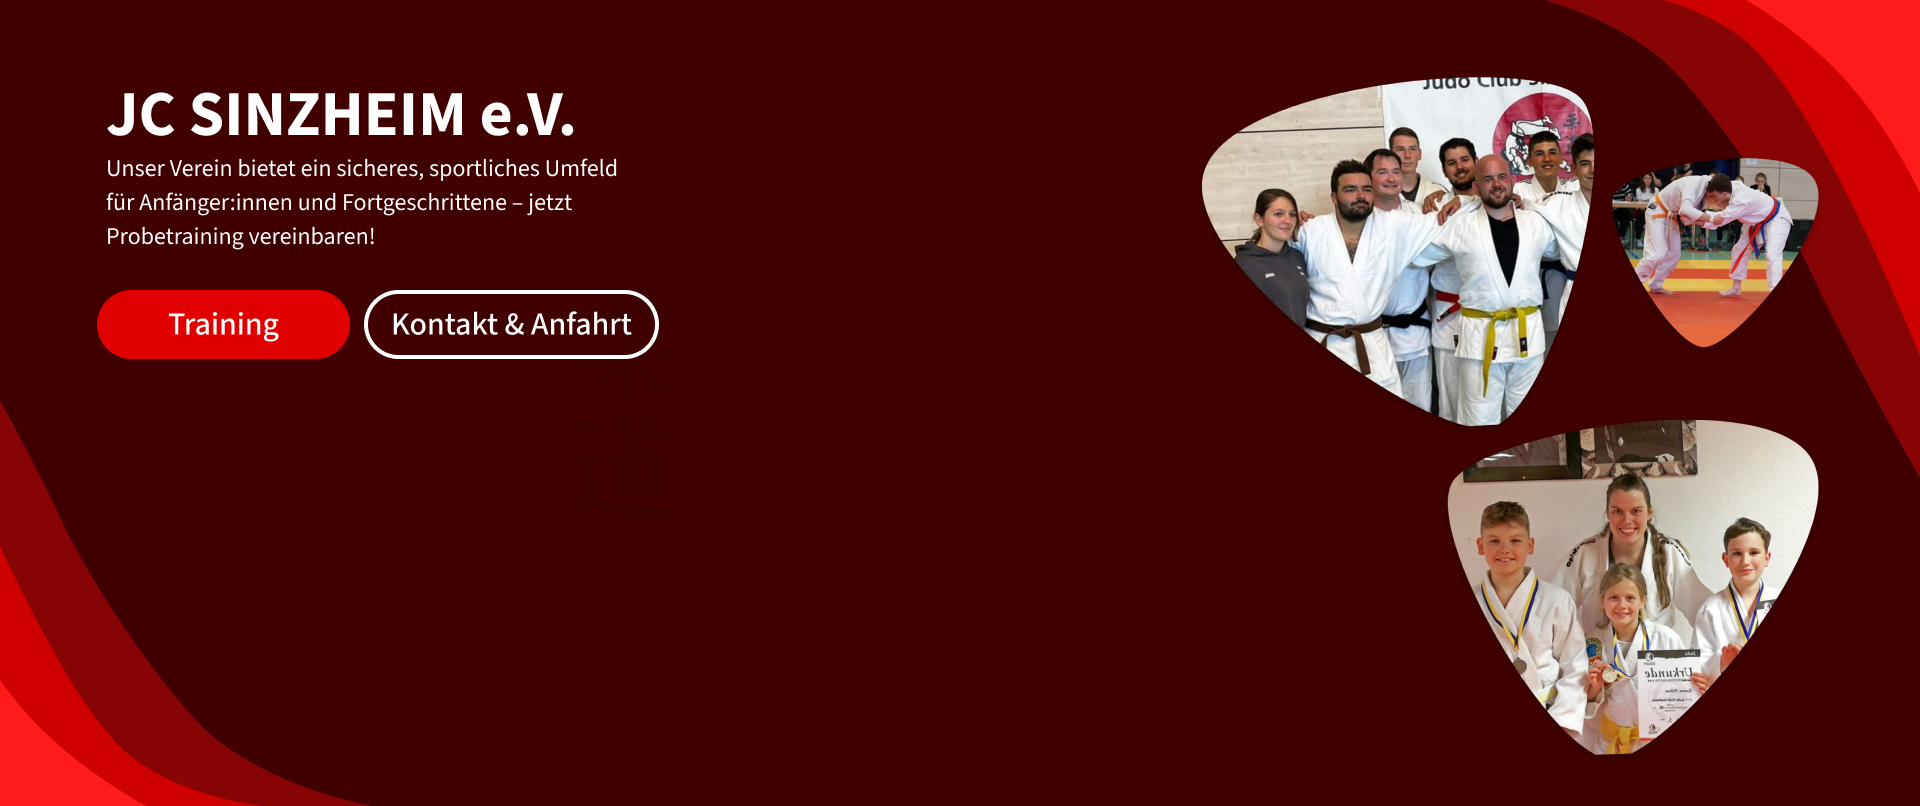 JC SINZHEIM e.V.
Unser Verein bietet ein sicheres, sportliches Umfeld
für Anfänger:innen und Fortgeschrittene – jetzt
Probetraining vereinbaren!
Training
Kontakt & Anfahrt
Judo Club
Urkunde